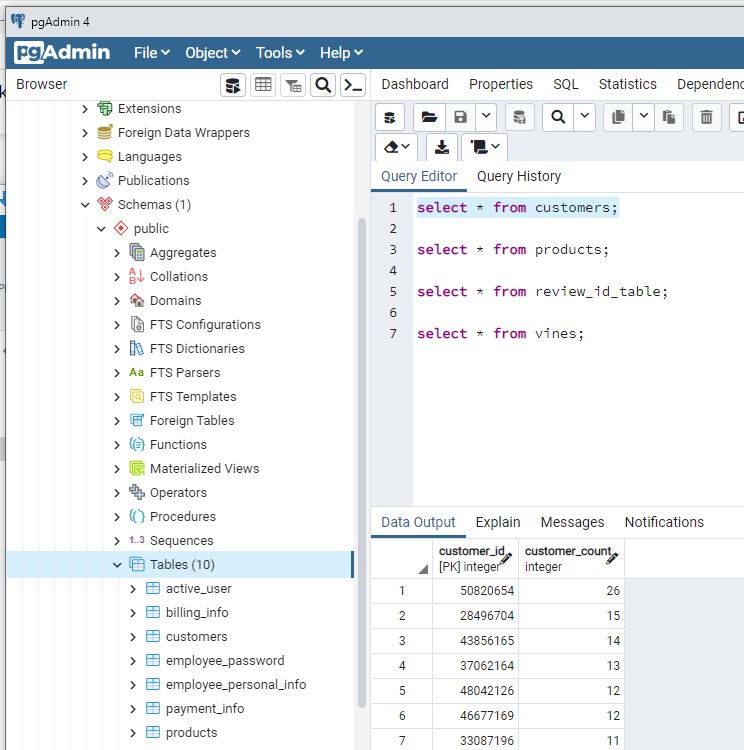 pgAdmin 4
pgAdmin File Object Tools Help
Browser
Dashboard Properties SQL Statistics Dependenc
Extensions
Foreign Data Wrappers
Languages
Publications
Schemas (1)
public
Aggregates
Collations
Domains
FTS Configurations
FTS Dictionaries
Aa FTS Parsers
FTS Templates
Foreign Tables
Functions
Materialized Views
Operators
Procedures
1..3 Sequences
Tables (10)
active_user
billing_info
customers
employee_password
employee_personal_info
payment_info
products
Query Editor Query History
1 select * from customers;
2
3 select * from products;
4
5 select * from review_id_table;
6
7 select * from vines;
Data Output Explain Messages Notifications
customer_id customer_count
[PK] integer integer
1 50820654 26
2 28496704 15
3 43856165 14
4 37062164 13
5 48042126 12
6 46677169 12
7 33087196 11